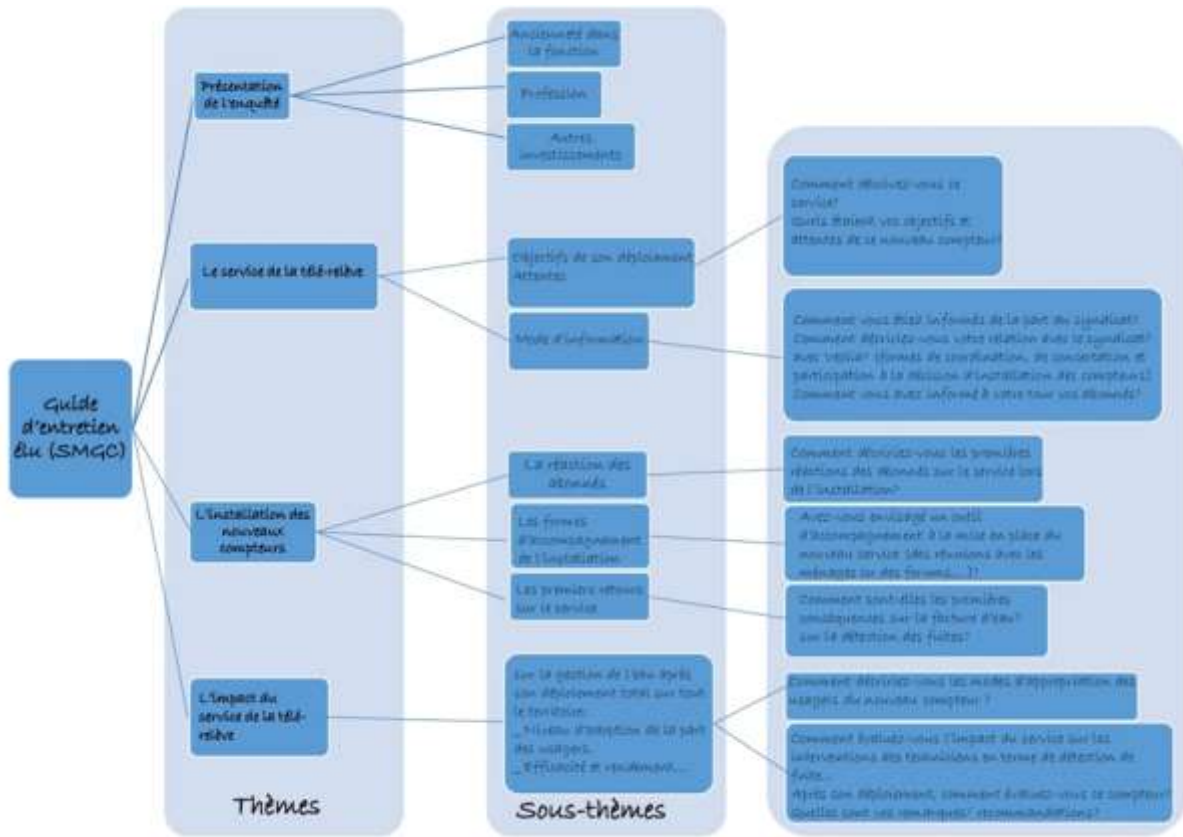 Guide
d'entretien
élu (SMGC)
Présentation
de l'enquêté
Le service de la télé-relève
L'installation des
nouveaux
compteurs
L'impact du
service de la télé-
relève
Thèmes
Ancienneté dans
la fonction
Profession
Autres
investissements
Objectifs de son déploiement
Attentes
Mode d'information
La réaction des
abonnés
Les formes
d'accompagnement
de l'installation
Les premiers retours
sur le service
Sur la gestion de l'eau après
son déploiement total sur tout
le territoire:
_ Niveau d'adoption de la part
des usagers.
_ Efficacité et rendement....
Sous-thèmes
Comment décrivez-vous ce
service?
Quels étaient vos objectifs et
attentes de ce nouveau compteur?
Comment vous étiez informés de la part du syndicat?
Comment décririez-vous votre relation avec le syndicat?
avec Veolia? (formes de coordination, de concertation et
participation à la décision d'installation des compteurs)
Comment vous avez informé à votre tour vos abonnés?
Comment décririez-vous les premières
réactions des abonnés sur le service lors
de l'installation?
Avez-vous envisagé un outil
d'accompagnement à la mise en place du
nouveau service (des réunions avec les
ménages ou des forums,...)?
Comment sont-elles les premières
conséquences sur la facture d'eau?
sur la détection des fuites?
Comment décririez-vous les modes d'appropriation des
usagers du nouveau compteur ?
Comment évaluez-vous l'impact du service sur les
interventions des techniciens en terme de détection de
fuite...
Après son déploiement, comment évaluez-vous ce compteur?
Quelles sont vos remarques/ recommandations?